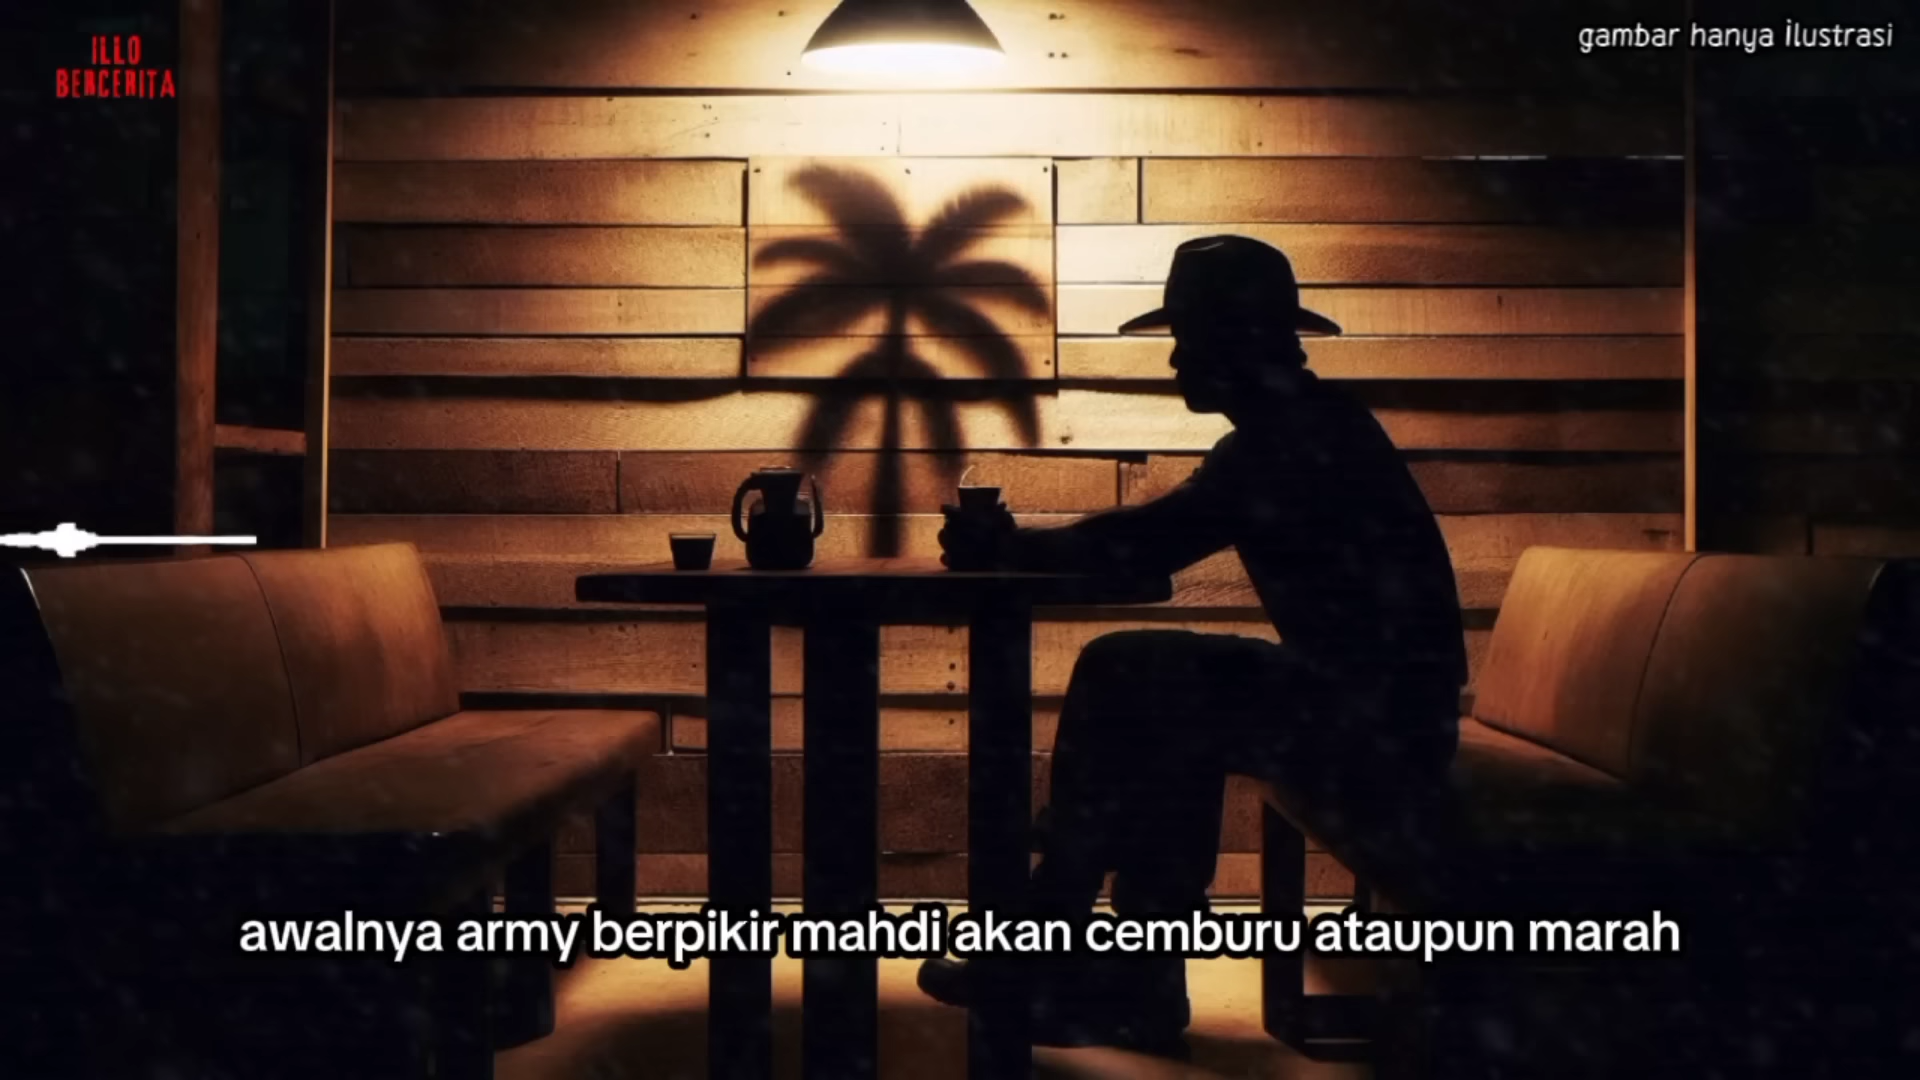 ILLO
BERCERITA
gambar hanya ilustrasi
awalnya army berpikir mahdi akan cemburu ataupun marah